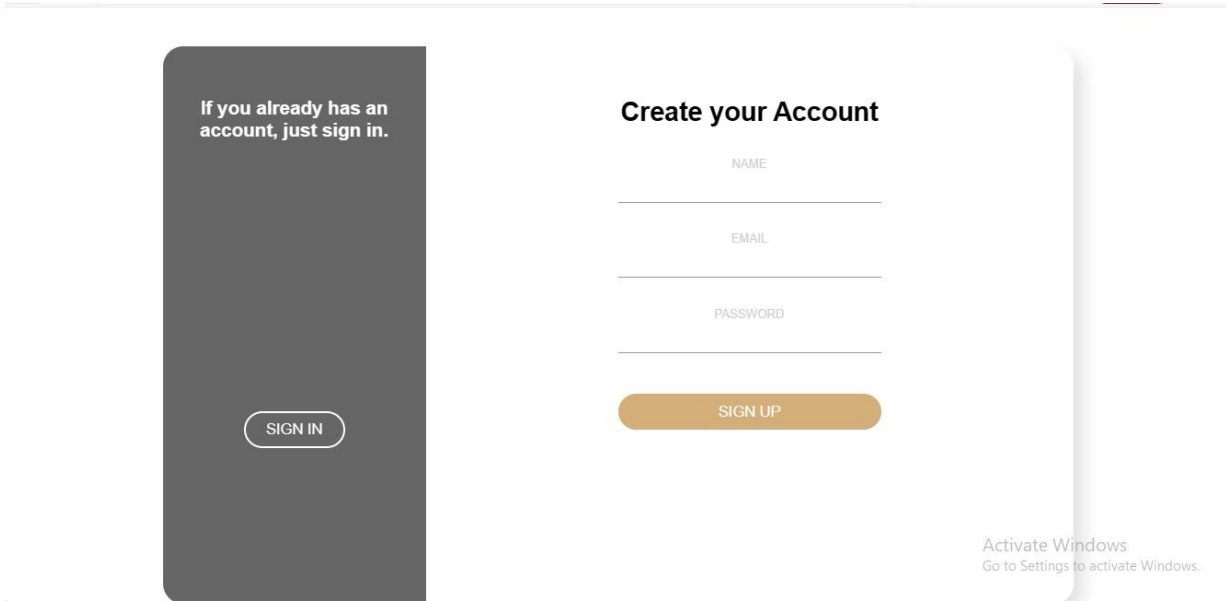 If you already has an
account, just sign in.
SIGN IN
Create your Account
NAME
EMAIL
PASSWORD
SIGN UP
Activate Windows
Go to Settings to activate Windows.